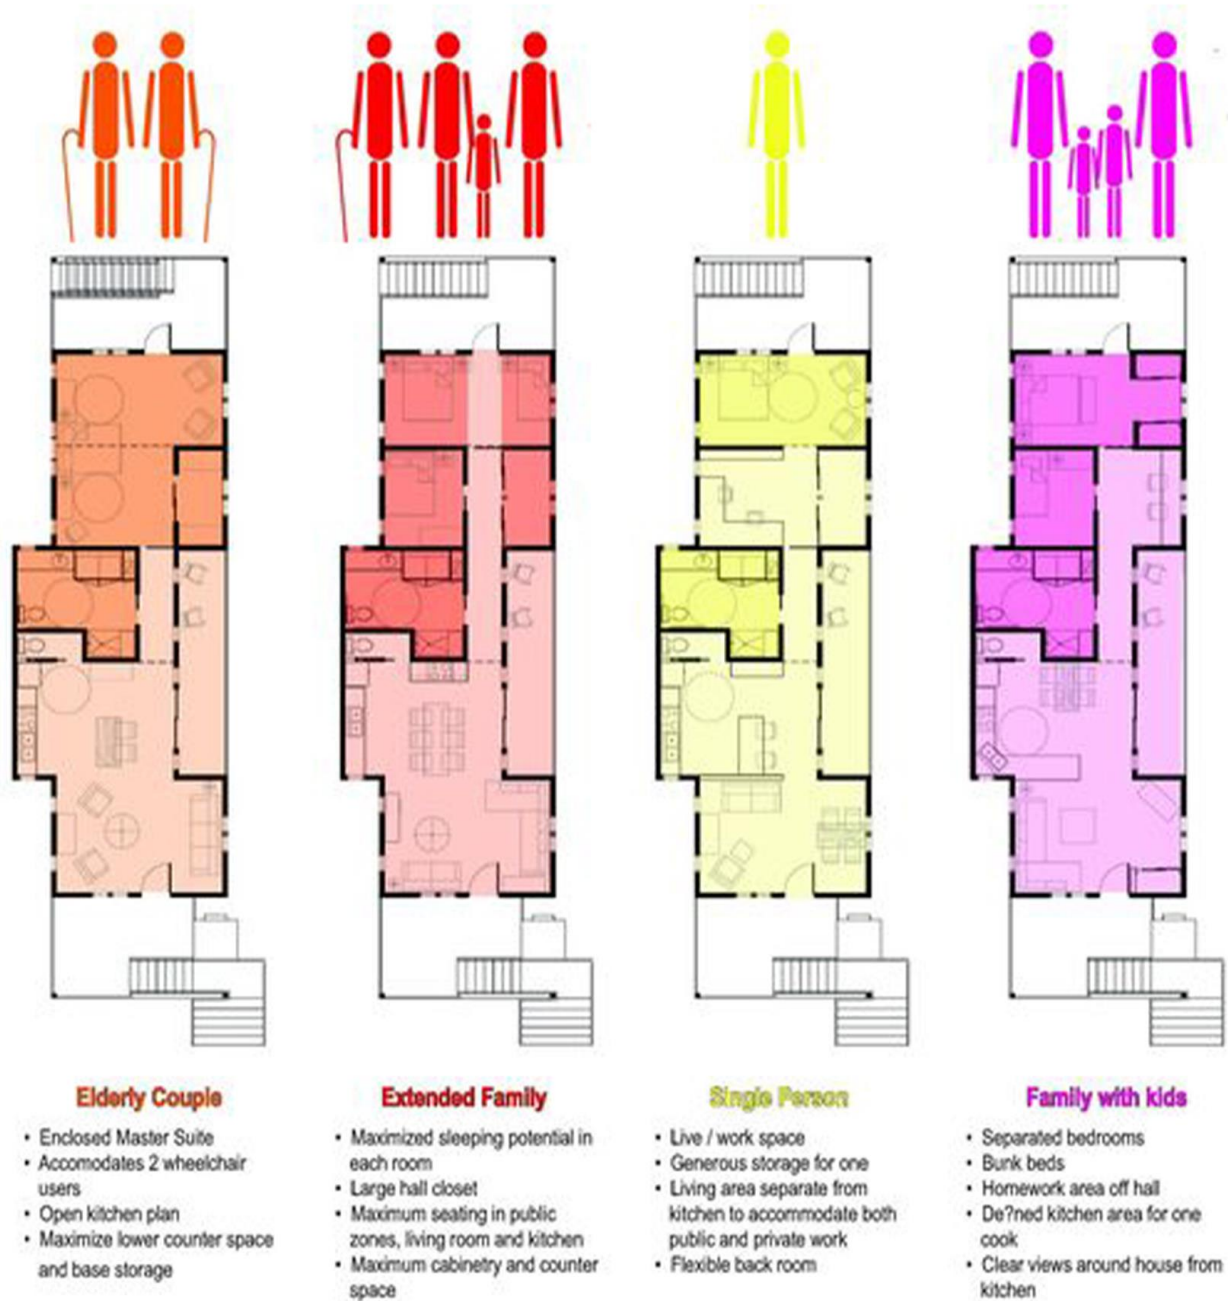 Elderly Couple
• Enclosed Master Suite
• Accomodates 2 wheelchair
users
• Open kitchen plan
• Maximize lower counter space
and base storage
Extended Family
• Maximized sleeping potential in
each room
• Large hall closet
• Maximum seating in public
zones, living room and kitchen
• Maximum cabinetry and counter
space
Single Person
• Live / work space
• Generous storage for one
• Living area separate from
kitchen to accommodate both
public and private work
• Flexible back room
Family with kids
• Separated bedrooms
• Bunk beds
• Homework area off hall
• De?ned kitchen area for one
cook
• Clear views around house from
kitchen